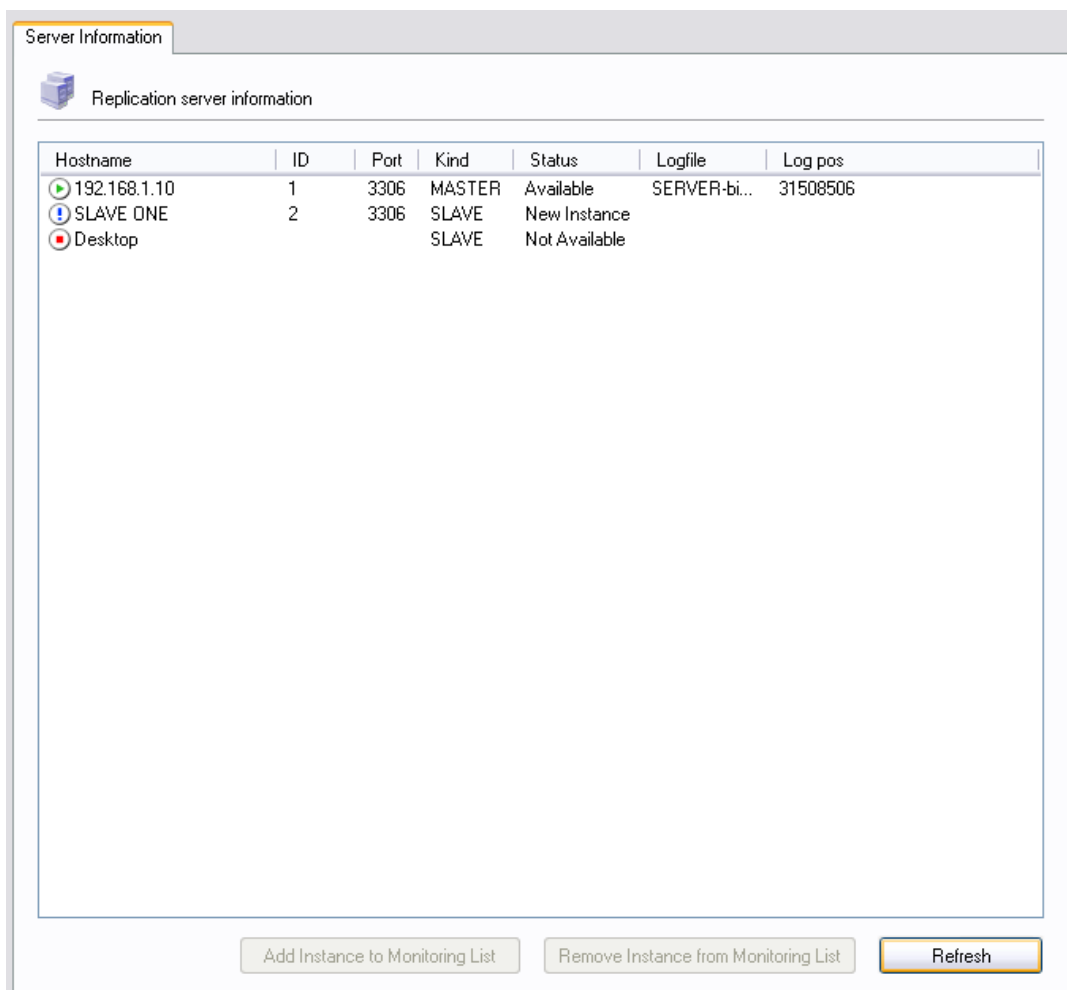 Server Information
Replication server information
Hostname ID Port Kind Status Logfile Log pos
192.168.1.10 1 3306 MASTER Available SERVER-bi... 31508506
SLAVE ONE 2 3306 SLAVE New Instance
Desktop SLAVE Not Available
Add Instance to Monitoring List Remove Instance from Monitoring List Refresh